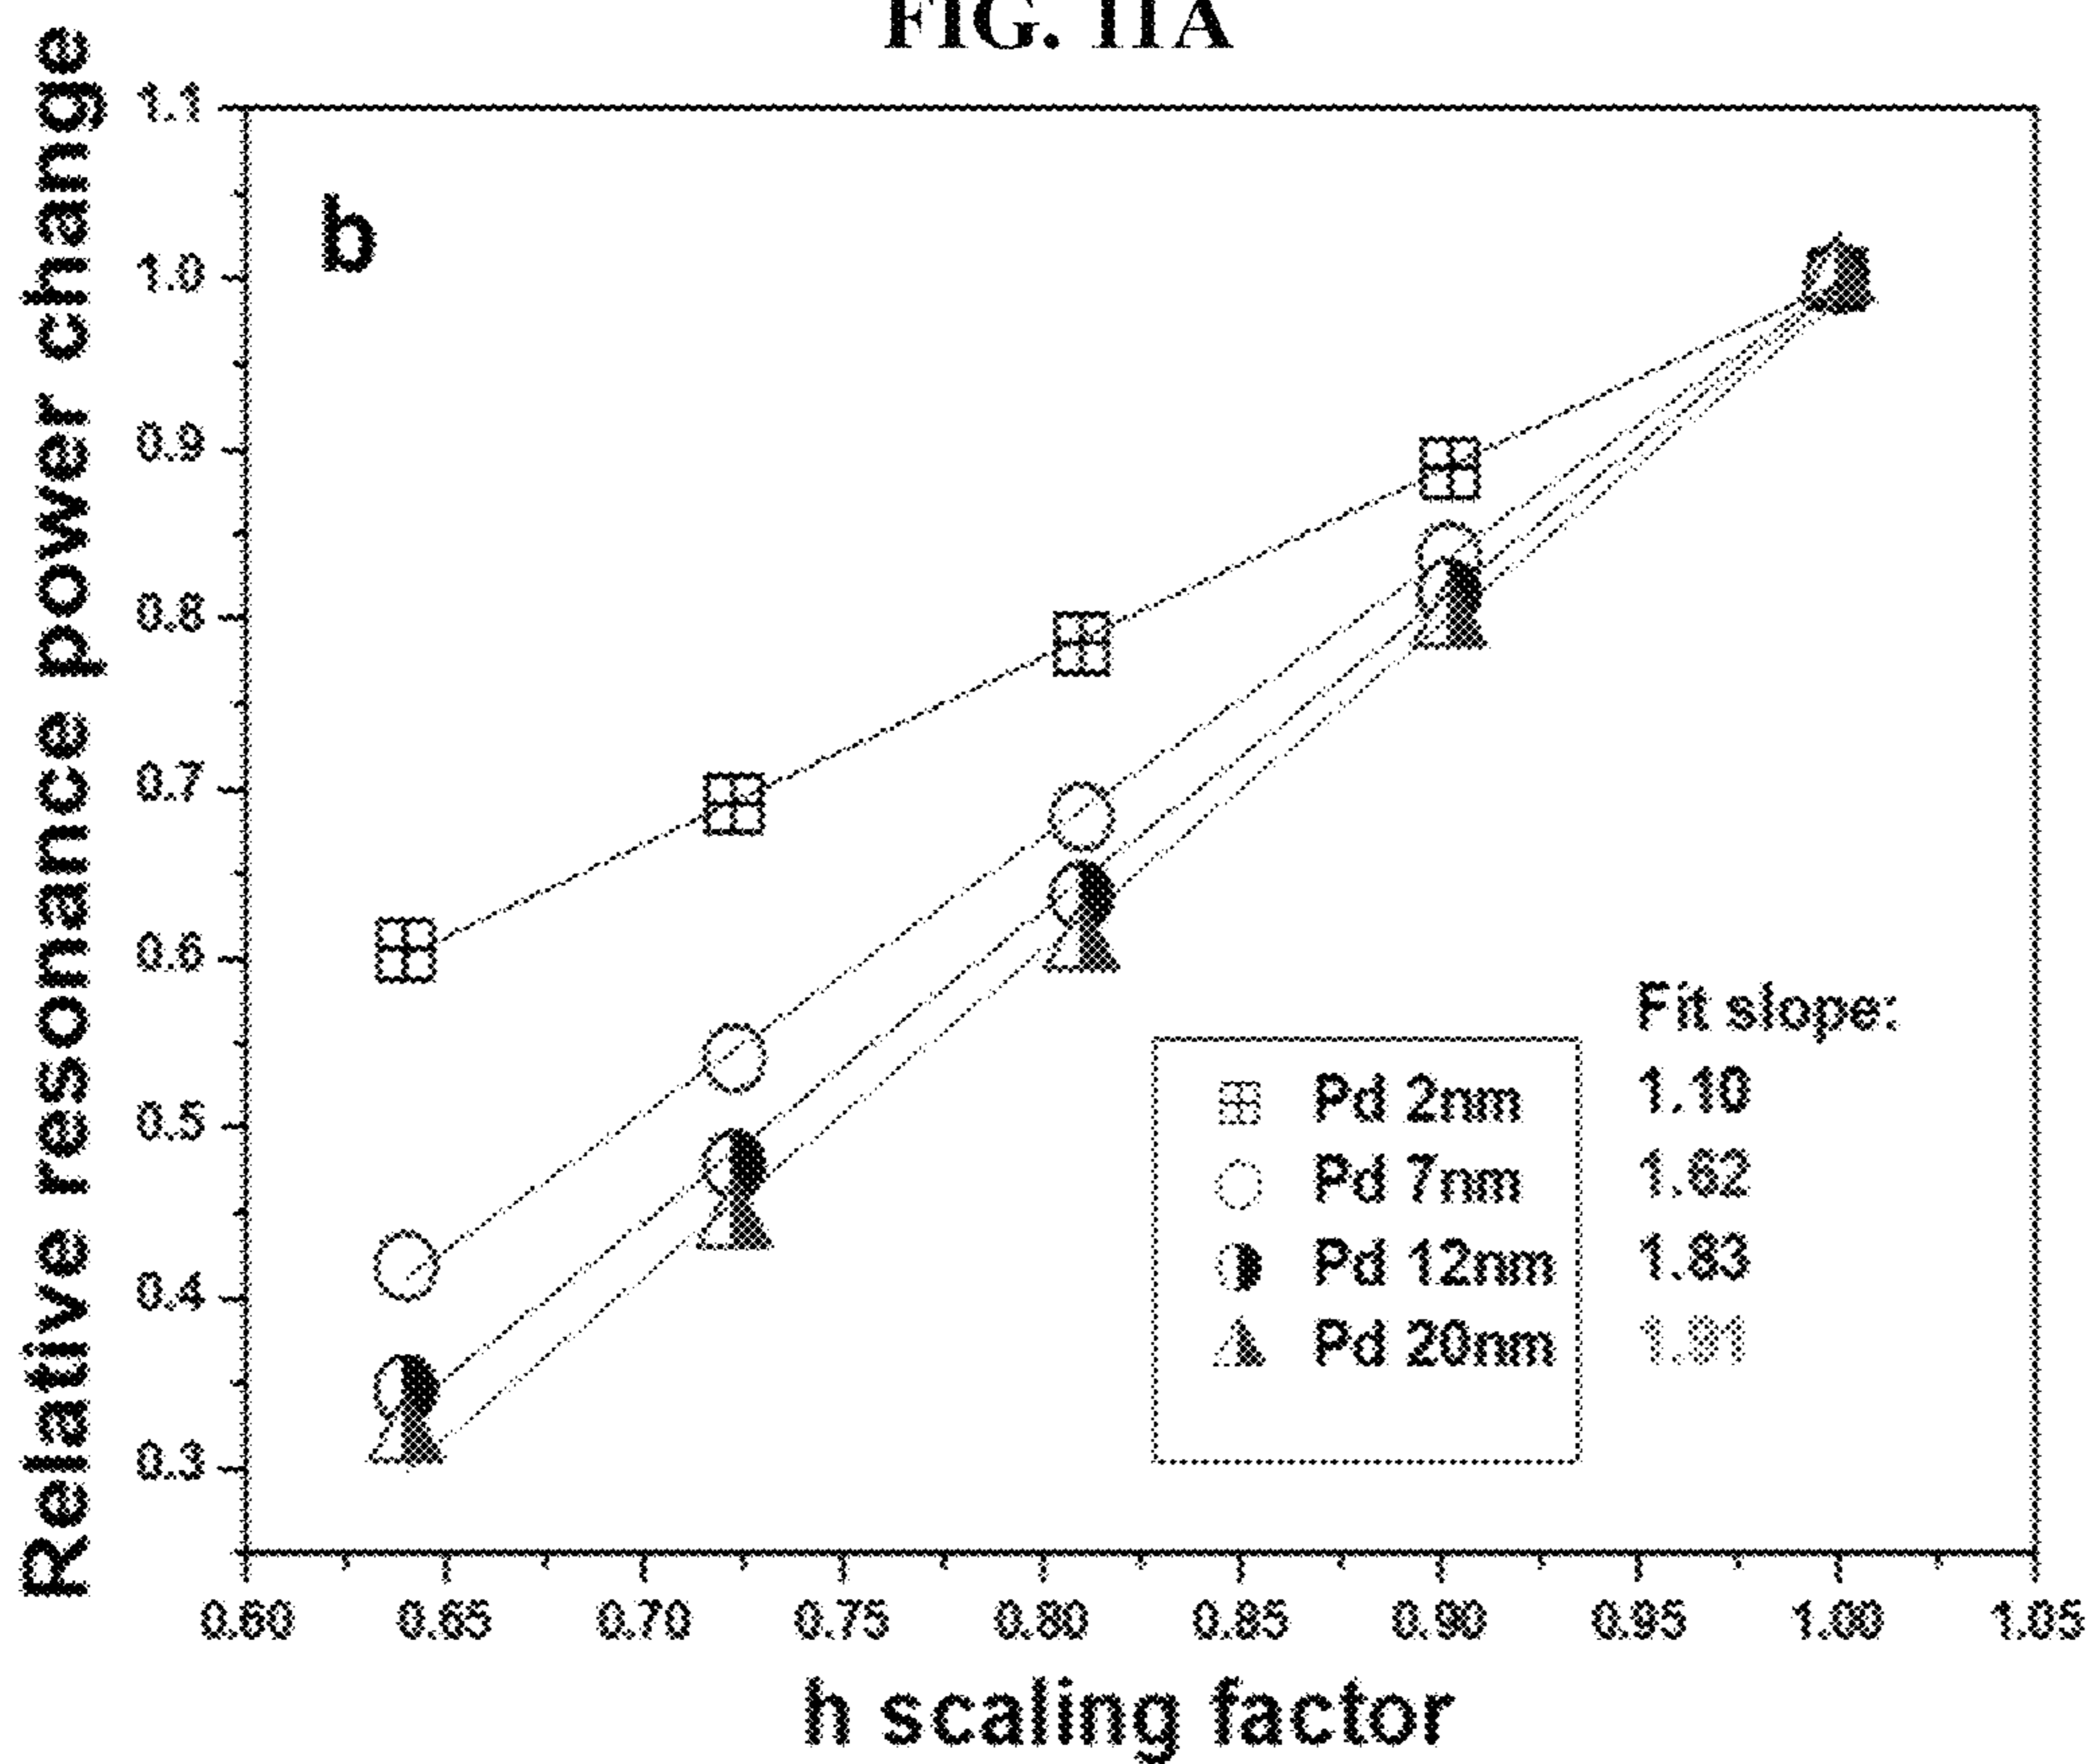 FIG. 11A
Relative resonance power change
1.1
1.0
0.9
0.8
0.7
0.6
0.5
0.4
0.3
b
Fit slope:
Pd 2nm 1.10
Pd 7nm 1.62
Pd 12nm 1.83
Pd 20nm 1.91
0.60 0.65 0.70 0.75 0.80 0.85 0.90 0.95 1.00 1.05
h scaling factor